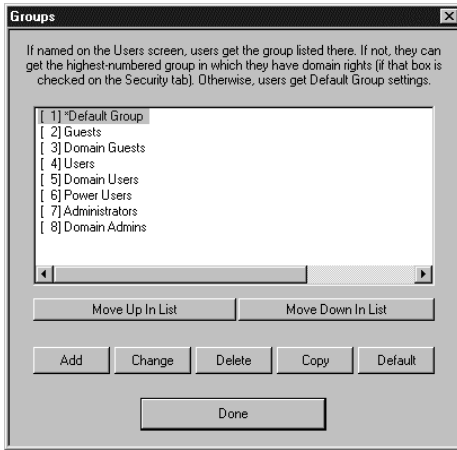 Groups
If named on the Users screen, users get the group listed there. If not, they can
get the highest-numbered group in which they have domain rights (if that box is
checked on the Security tab). Otherwise, users get Default Group settings.
[ 1] *Default Group
[ 2] Guests
[ 3] Domain Guests
[ 4] Users
[ 5] Domain Users
[ 6] Power Users
[ 7] Administrators
[ 8] Domain Admins
Move Up In List Move Down In List
Add Change Delete Copy Default
Done